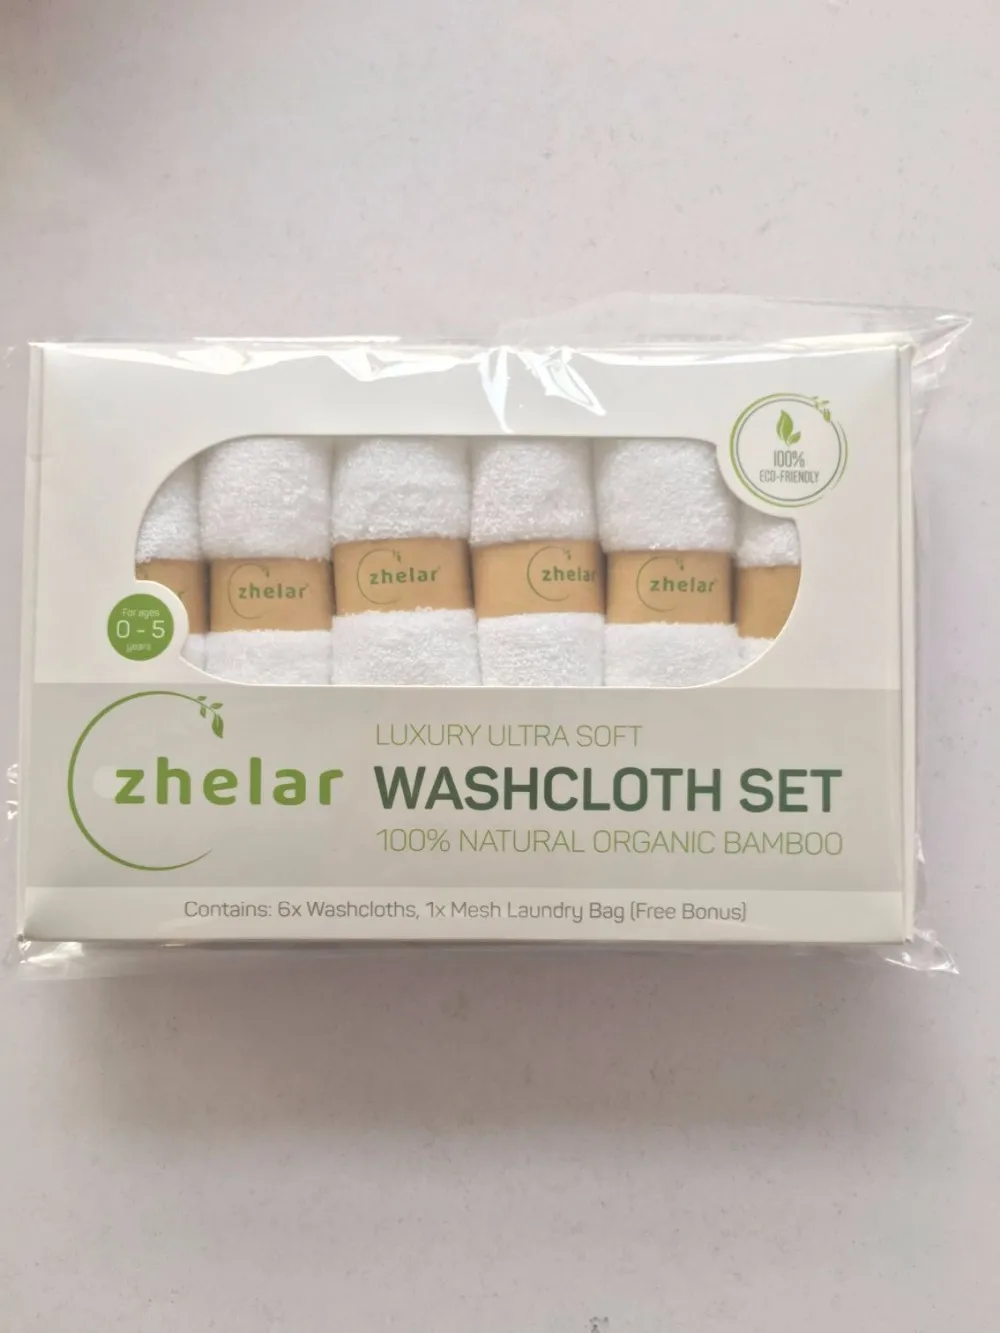 100%
ECO-FRIENDLY
zhelar
zhelar
zhelar
zhelar
For ages
0 - 5
years
zhelar
LUXURY ULTRA SOFT
WASHCLOTH SET
100% NATURAL ORGANIC BAMBOO
Contains: 6x Washcloths, 1x Mesh Laundry Bag (Free Bonus)